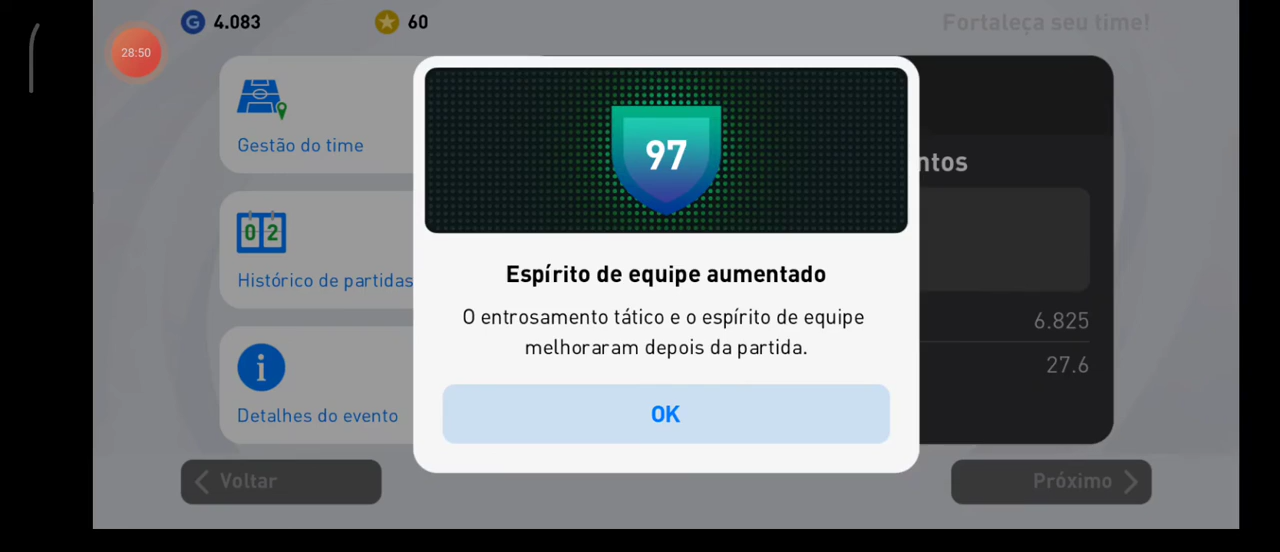 G 4.083
60
Fortaleça seu time!
28:50
Gestão do time
97
ntos
02
Histórico de partidas
Espírito de equipe aumentado
O entrosamento tático e o espírito de equipe
melhoraram depois da partida.
6.825
27.6
i
Detalhes do evento
OK
Voltar
Próximo